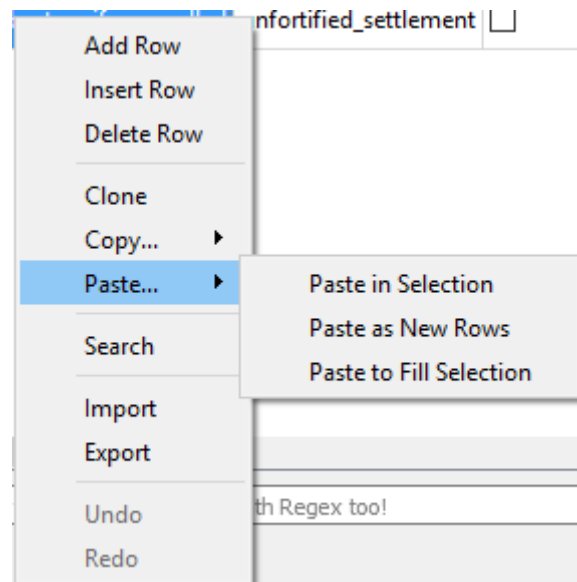 nfortified_settlement
Add Row
Insert Row
Delete Row
Clone
Copy...
Paste...
Paste in Selection
Paste as New Rows
Paste to Fill Selection
Search
Import
Export
th Regex too!
Undo
Redo